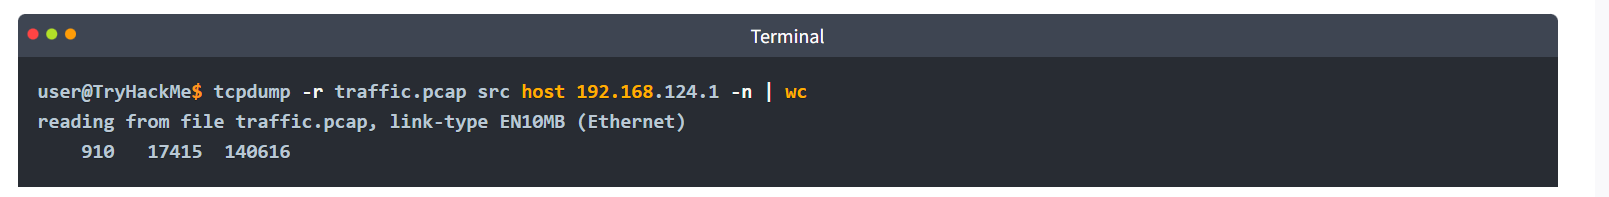 Terminal
user@TryHackMe$ tcpdump -r traffic.pcap src host 192.168.124.1 -n | wc
reading from file traffic.pcap, link-type EN10MB (Ethernet)
    910   17415  140616